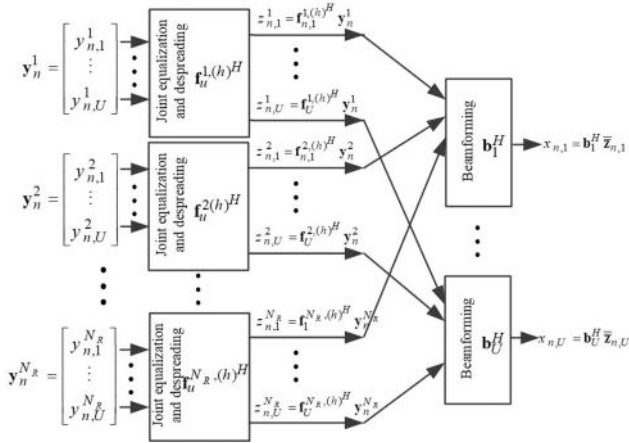 y_n^1 = [y_{n,1}^1 ⋮ y_{n,U}^1]
Joint equalization and despreading
f_u^{1,(h)^H}
z_{n,1}^1 = f_{n,1}^{1,(h)^H} y_n^1
z_{n,U}^1 = f_U^{1,(h)^H} y_n^1
y_n^2 = [y_{n,1}^2 ⋮ y_{n,U}^2]
Joint equalization and despreading
f_u^{2(h)^H}
z_{n,1}^2 = f_{n,1}^{2,(h)^H} y_n^2
z_{n,U}^2 = f_U^{2,(h)^H} y_n^2
y_n^{N_R} = [y_{n,1}^{N_R} ⋮ y_{n,U}^{N_R}]
Joint equalization and despreading
f_u^{N_R,(h)^H}
z_{n,1}^{N_R} = f_1^{N_R,(h)^H} y_n^{N_R}
z_{n,U}^{N_R} = f_U^{N_R,(h)^H} y_n^{N_R}
Beamforming
b_1^H
x_{n,1} = b_1^H z̅_{n,1}
Beamforming
b_U^H
x_{n,U} = b_U^H z̅_{n,U}